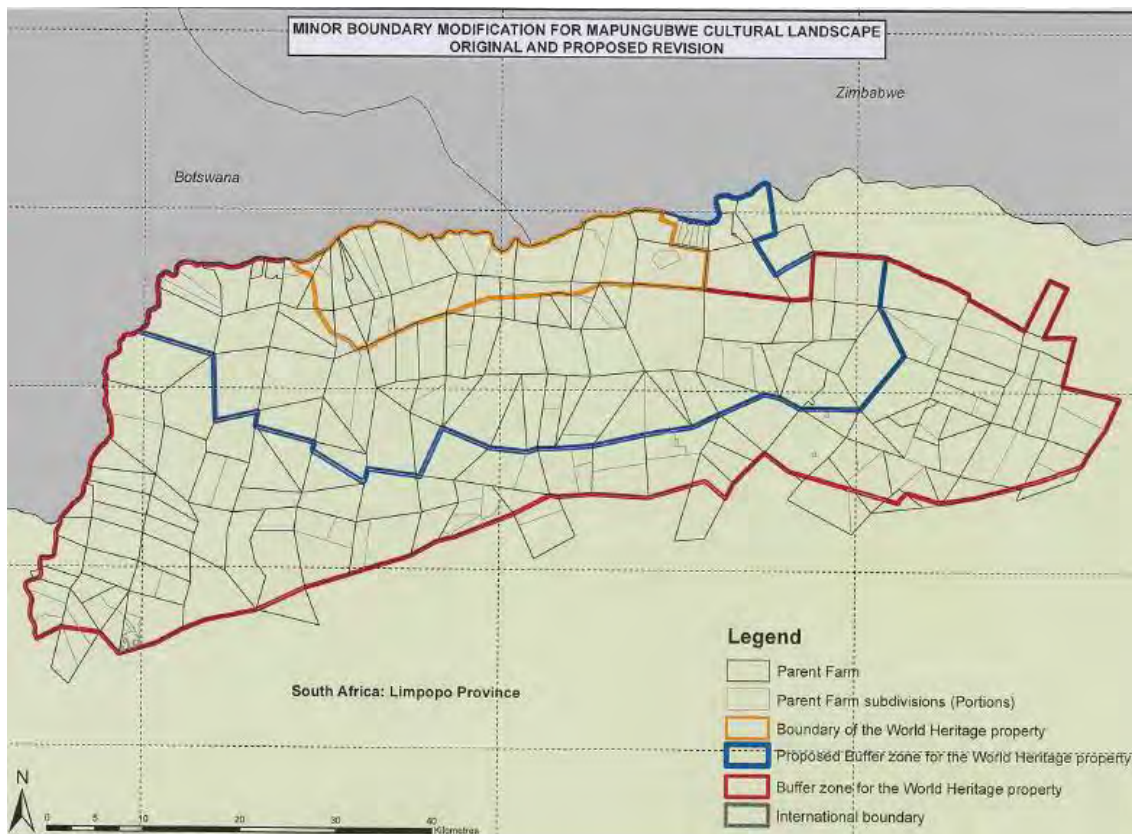 MINOR BOUNDARY MODIFICATION FOR MAPUNGUBWE CULTURAL LANDSCAPE
ORIGINAL AND PROPOSED REVISION
Zimbabwe
Botswana
South Africa: Limpopo Province
Legend
Parent Farm
Parent Farm subdivisions (Portions)
Boundary of the World Heritage property
Proposed Buffer zone for the World Heritage property
Buffer zone for the World Heritage property
International boundary
N
0 5 10 20 30 40
Kilometres